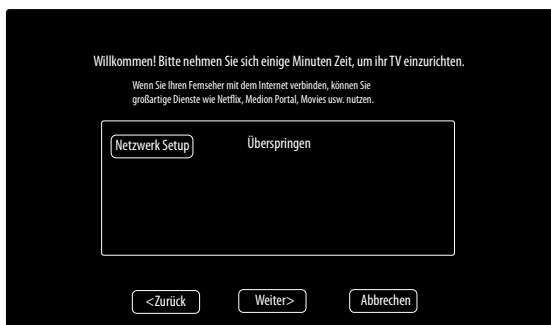 Willkommen! Bitte nehmen Sie sich einige Minuten Zeit, um ihr TV einzurichten.
Wenn Sie Ihren Fernseher mit dem Internet verbinden, können Sie
großartige Dienste wie Netflix, Medion Portal, Movies usw. nutzen.
Netzwerk Setup Überspringen
<Zurück Weiter> Abbrechen